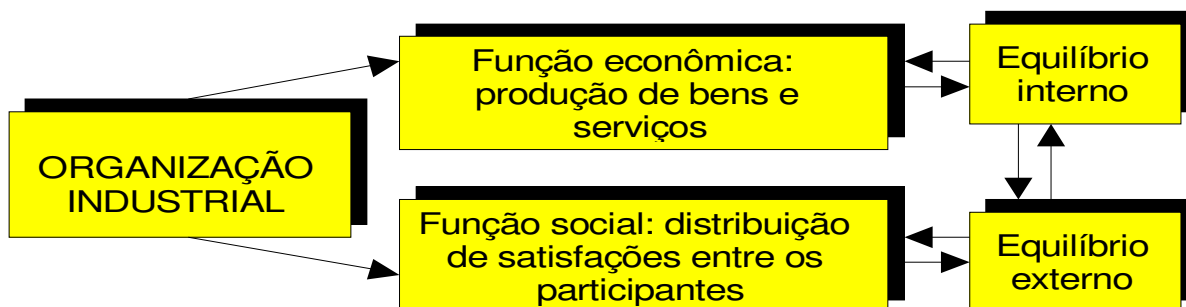 ORGANIZAÇÃO
INDUSTRIAL
Função econômica:
produção de bens e
serviços
Equilíbrio
interno
Função social: distribuição
de satisfações entre os
participantes
Equilíbrio
externo